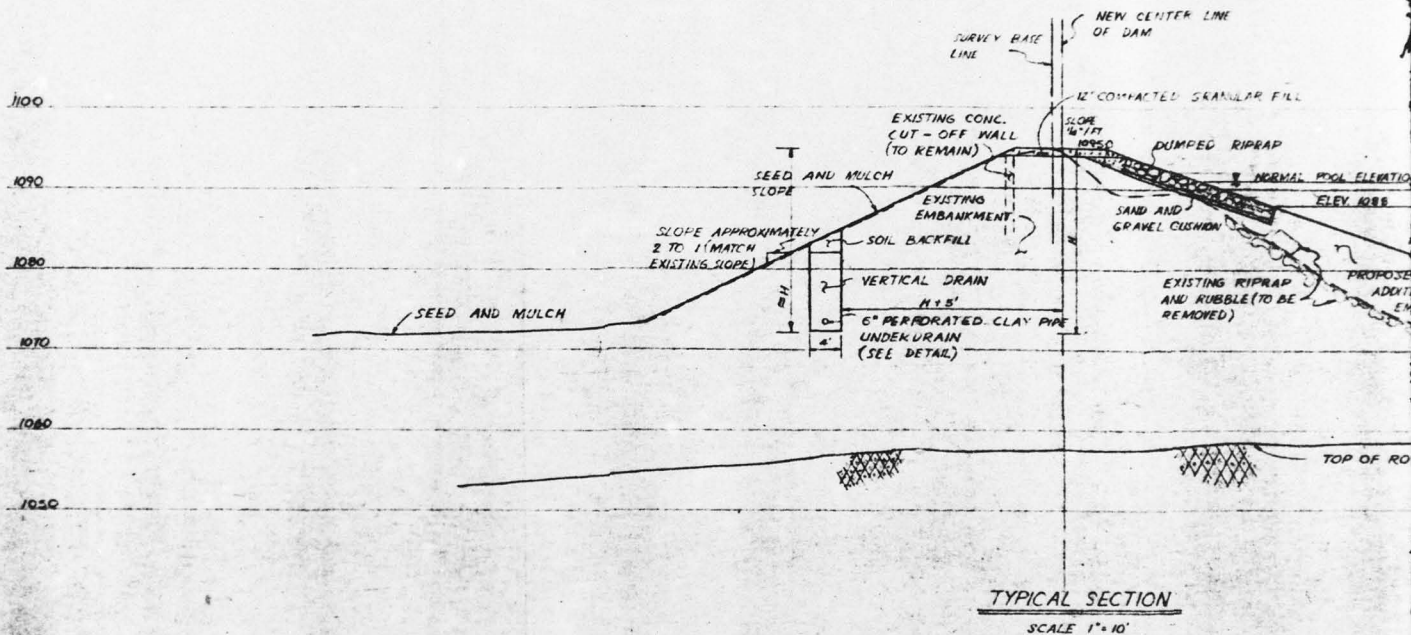 NEW CENTER LINE
OF DAM
SURVEY BASE
LINE
1100
12" COMPACTED GRANULAR FILL
EXISTING CONC.
CUT-OFF WALL
(TO REMAIN)
SLOPE
1095.0
DUMPED RIPRAP
1090
SEED AND MULCH
SLOPE
NORMAL POOL ELEVATIO
ELEV. 1088
EXISTING
EMBANKMENT
SAND AND
GRAVEL CUSHION
SLOPE APPROXIMATELY
2 TO 1 (MATCH
EXISTING SLOPE)
SOIL BACKFILL
1080
VERTICAL DRAIN
H
H + 5'
EXISTING RIPRAP
AND RUBBLE (TO BE
REMOVED)
PROPOSE
ADDITI
EM
SEED AND MULCH
6" PERFORATED CLAY PIPE
UNDERDRAIN
(SEE DETAIL)
4'
1070
1060
TOP OF RO
1050
TYPICAL SECTION
SCALE 1"=10'